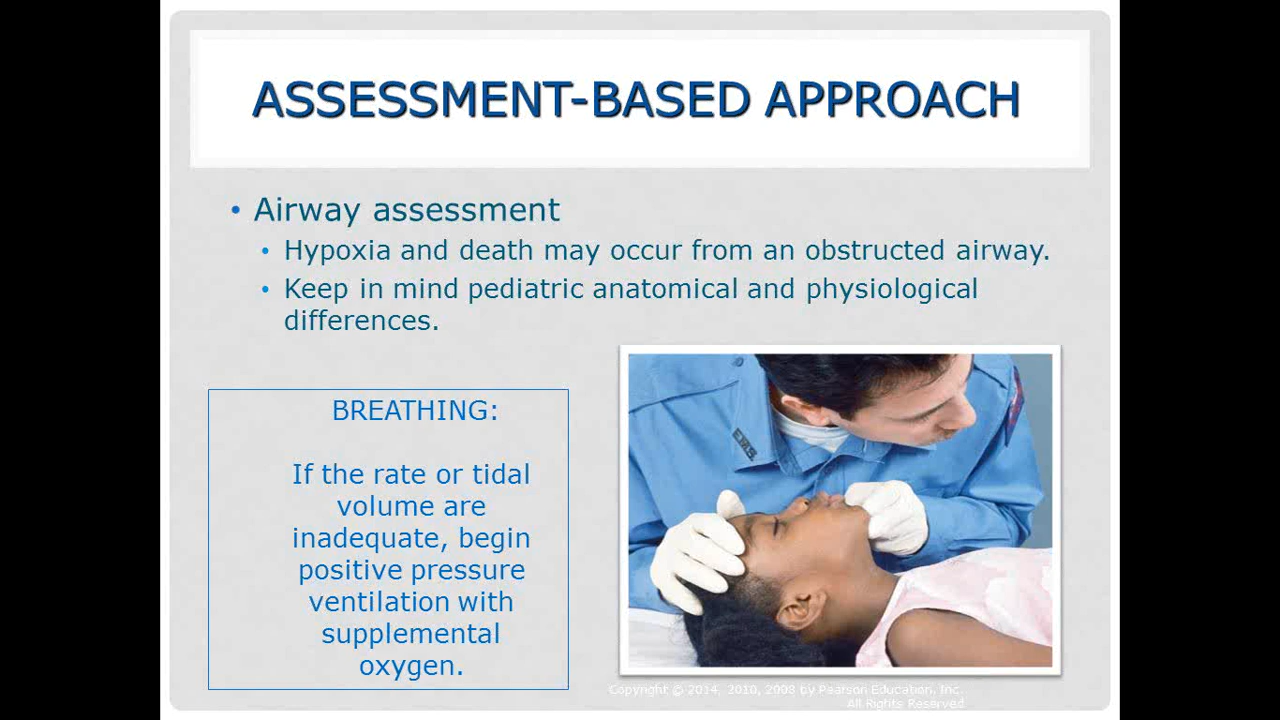 ASSESSMENT-BASED APPROACH
• Airway assessment
• Hypoxia and death may occur from an obstructed airway.
• Keep in mind pediatric anatomical and physiological
differences.
BREATHING:
If the rate or tidal
volume are
inadequate, begin
positive pressure
ventilation with
supplemental
oxygen.
EMS
Copyright © 2014, 2010, 2008 by Pearson Education, Inc.
All Rights Reserved